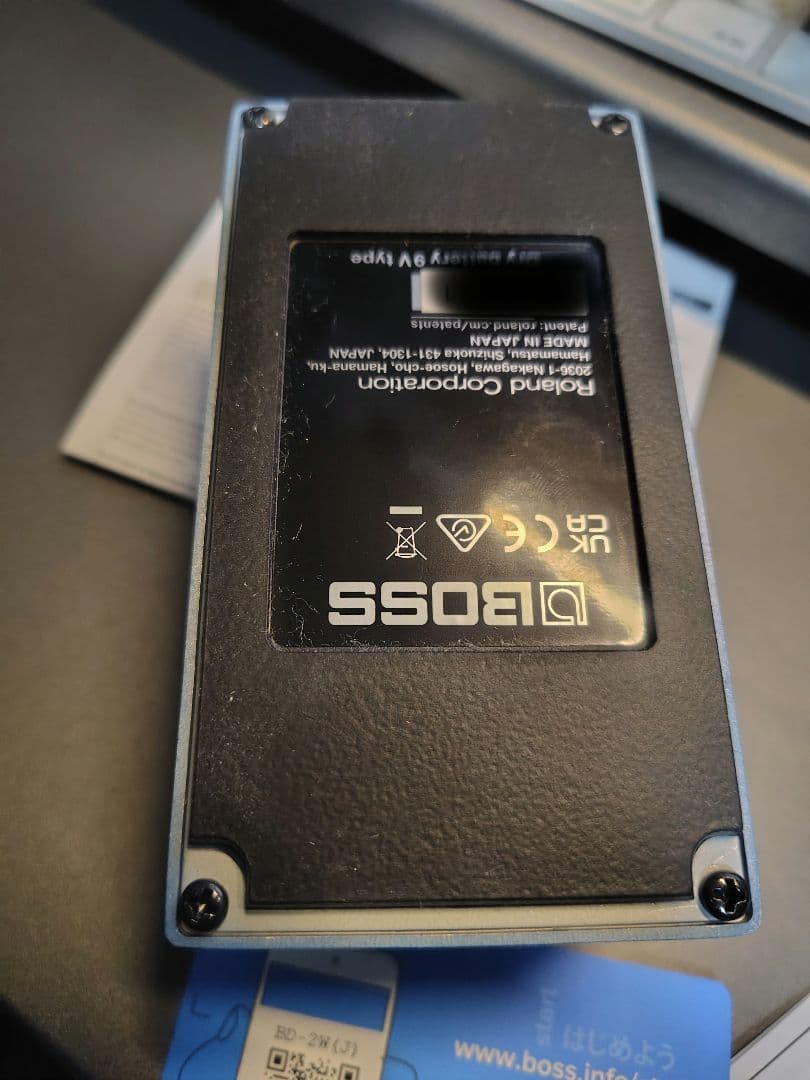 BOSS
UK
CA
CE
Roland Corporation
2036-1 Nakagawa, Hosoe-cho, Hamana-ku,
Hamamatsu, Shizuoka 431-1304, JAPAN
MADE IN JAPAN
Patent: roland.cm/patents
Dry battery 9V type
BD-2W(J)
start
はじめよう
www.boss.info/
L